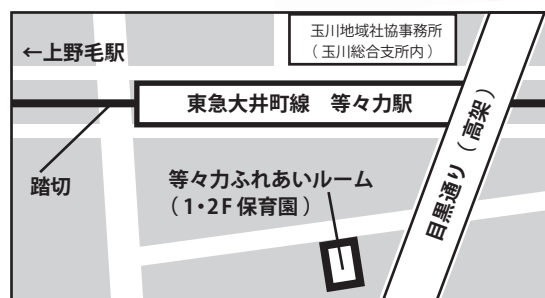 玉川地域社協事務所
（玉川総合支所内）
←上野毛駅
東急大井町線　等々力駅
目黒通り（高架）
踏切
等々力ふれあいルーム
（1・2F 保育園）